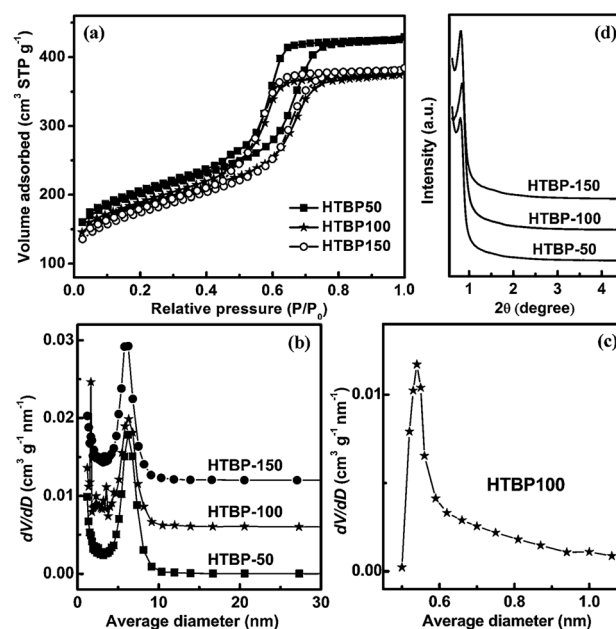 (a)
Volume adsorbed (cm³ STP g⁻¹)
400
300
200
100
HTBP50
HTBP100
HTBP150
0.0 0.2 0.4 0.6 0.8 1.0
Relative pressure (P/P₀)
(d)
Intensity (a.u.)
HTBP-150
HTBP-100
HTBP-50
1 2 3 4
2θ (degree)
(b)
dV/dD (cm³ g⁻¹ nm⁻¹)
0.03
0.02
0.01
0.00
HTBP-150
HTBP-100
HTBP-50
0 10 20 30
Average diameter (nm)
(c)
dV/dD (cm³ g⁻¹ nm⁻¹)
0.01
0.00
HTBP100
0.6 0.8 1.0
Average diameter (nm)